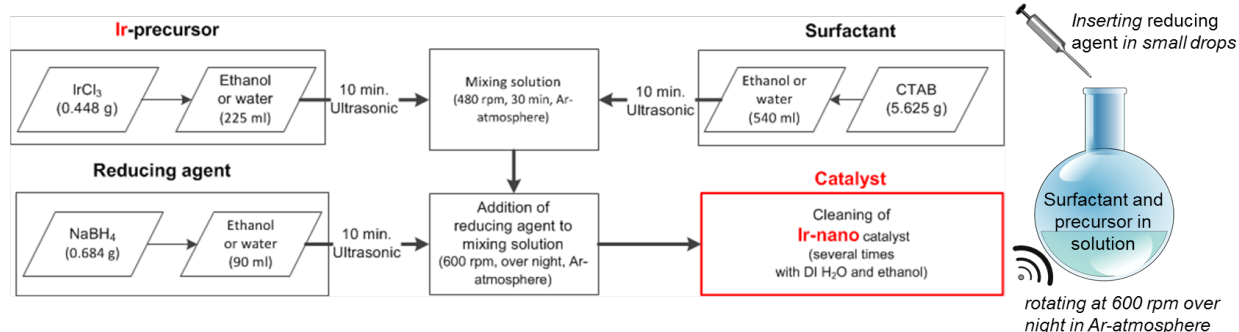 Ir-precursor
IrCl₃
(0.448 g)
Ethanol
or water
(225 ml)
10 min.
Ultrasonic
Mixing solution
(480 rpm, 30 min, Ar-
atmosphere)
Surfactant
10 min.
Ultrasonic
Ethanol or
water
(540 ml)
CTAB
(5.625 g)
Reducing agent
NaBH₄
(0.684 g)
Ethanol
or water
(90 ml)
10 min.
Ultrasonic
Addition of
reducing agent to
mixing solution
(600 rpm, over night, Ar-
atmosphere)
Catalyst
Cleaning of
Ir-nano catalyst
(several times
with DI H₂O and ethanol)
Inserting reducing
agent in small drops
Surfactant and
precursor in
solution
rotating at 600 rpm over
night in Ar-atmosphere